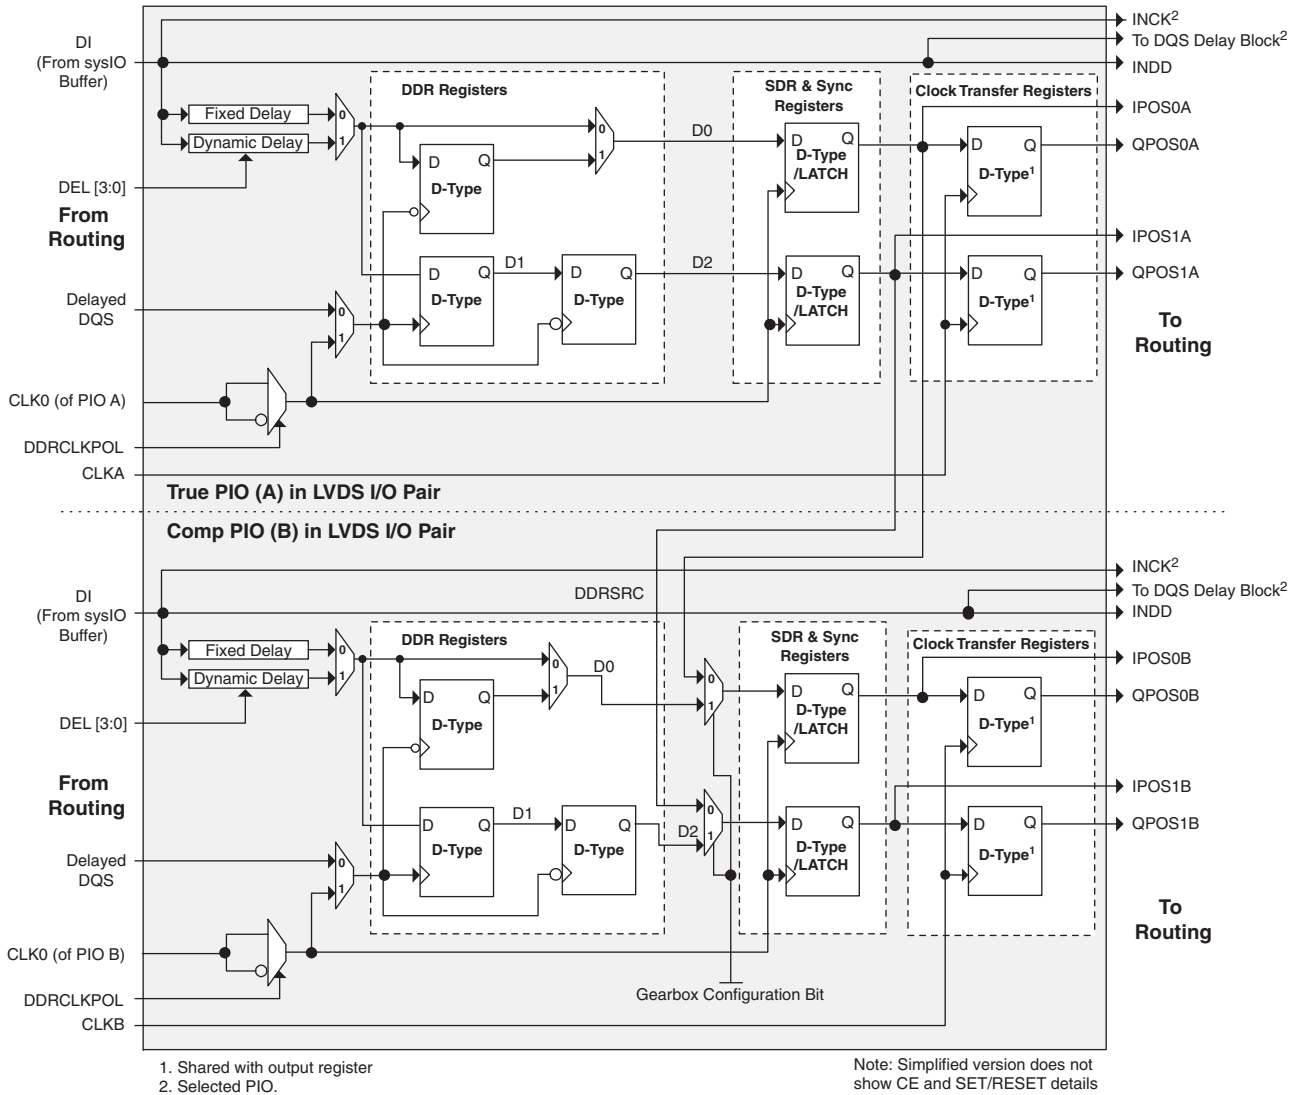 DI
(From sysIO
Buffer)
INCK2
To DQS Delay Block2
INDD
DDR Registers
SDR & Sync
Registers
Clock Transfer Registers
Fixed Delay
0
Dynamic Delay
1
0
1
D0
D Q
D-Type
D Q
D-Type
/LATCH
D Q
D-Type1
IPOS0A
QPOS0A
DEL [3:0]
From
Routing
IPOS1A
D Q
D-Type
D1
D Q
D-Type
D2
D Q
D-Type
/LATCH
D Q
D-Type1
QPOS1A
Delayed
DQS
0
1
To
Routing
CLK0 (of PIO A)
DDRCLKPOL
CLKA
True PIO (A) in LVDS I/O Pair
Comp PIO (B) in LVDS I/O Pair
DI
(From sysIO
Buffer)
DDRSRC
INCK2
To DQS Delay Block2
INDD
DDR Registers
SDR & Sync
Registers
Clock Transfer Registers
Fixed Delay
0
Dynamic Delay
1
0
1
D0
0
1
D Q
D-Type
D Q
D-Type
/LATCH
D Q
D-Type1
IPOS0B
QPOS0B
DEL [3:0]
From
Routing
IPOS1B
D Q
D-Type
D1
D Q
D-Type
D2
0
1
D Q
D-Type
/LATCH
D Q
D-Type1
QPOS1B
Delayed
DQS
0
1
To
Routing
CLK0 (of PIO B)
DDRCLKPOL
CLKB
Gearbox Configuration Bit
1. Shared with output register
2. Selected PIO.
Note: Simplified version does not
show CE and SET/RESET details